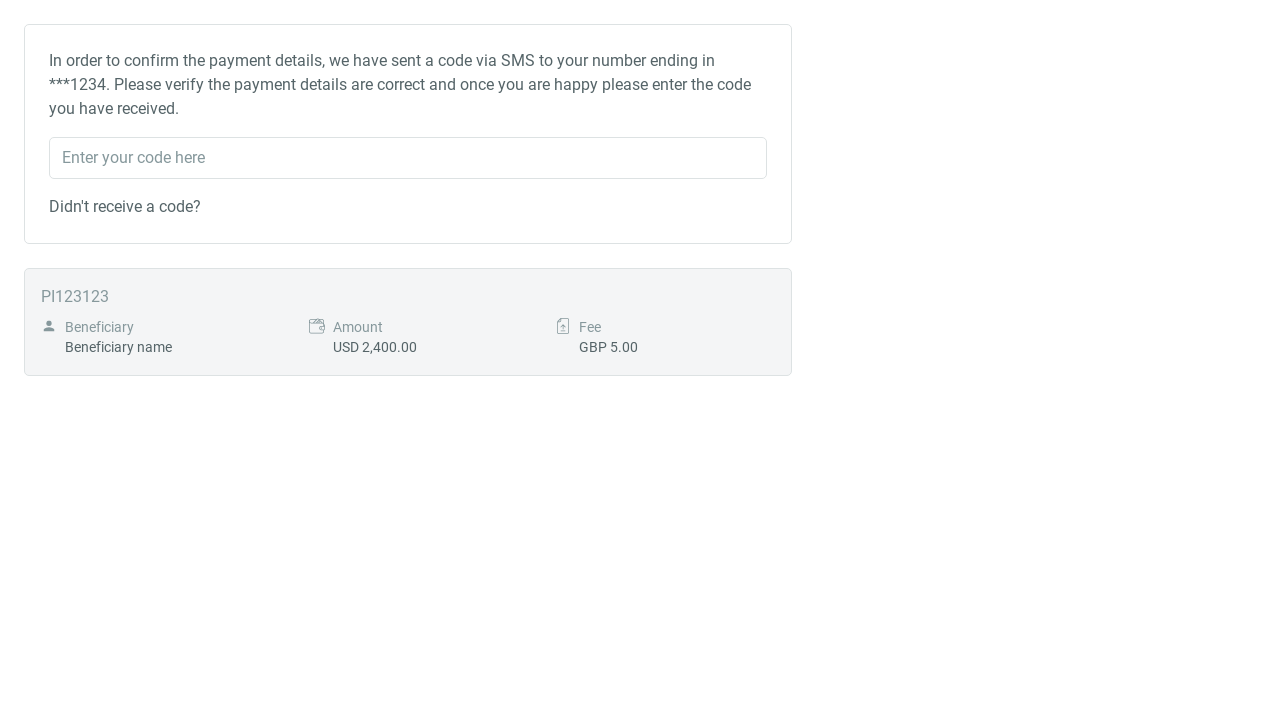 In order to confirm the payment details, we have sent a code via SMS to your number ending in
***1234. Please verify the payment details are correct and once you are happy please enter the code
you have received.
Enter your code here
Didn't receive a code?
PI123123
Beneficiary
Beneficiary name
Amount
USD 2,400.00
Fee
GBP 5.00